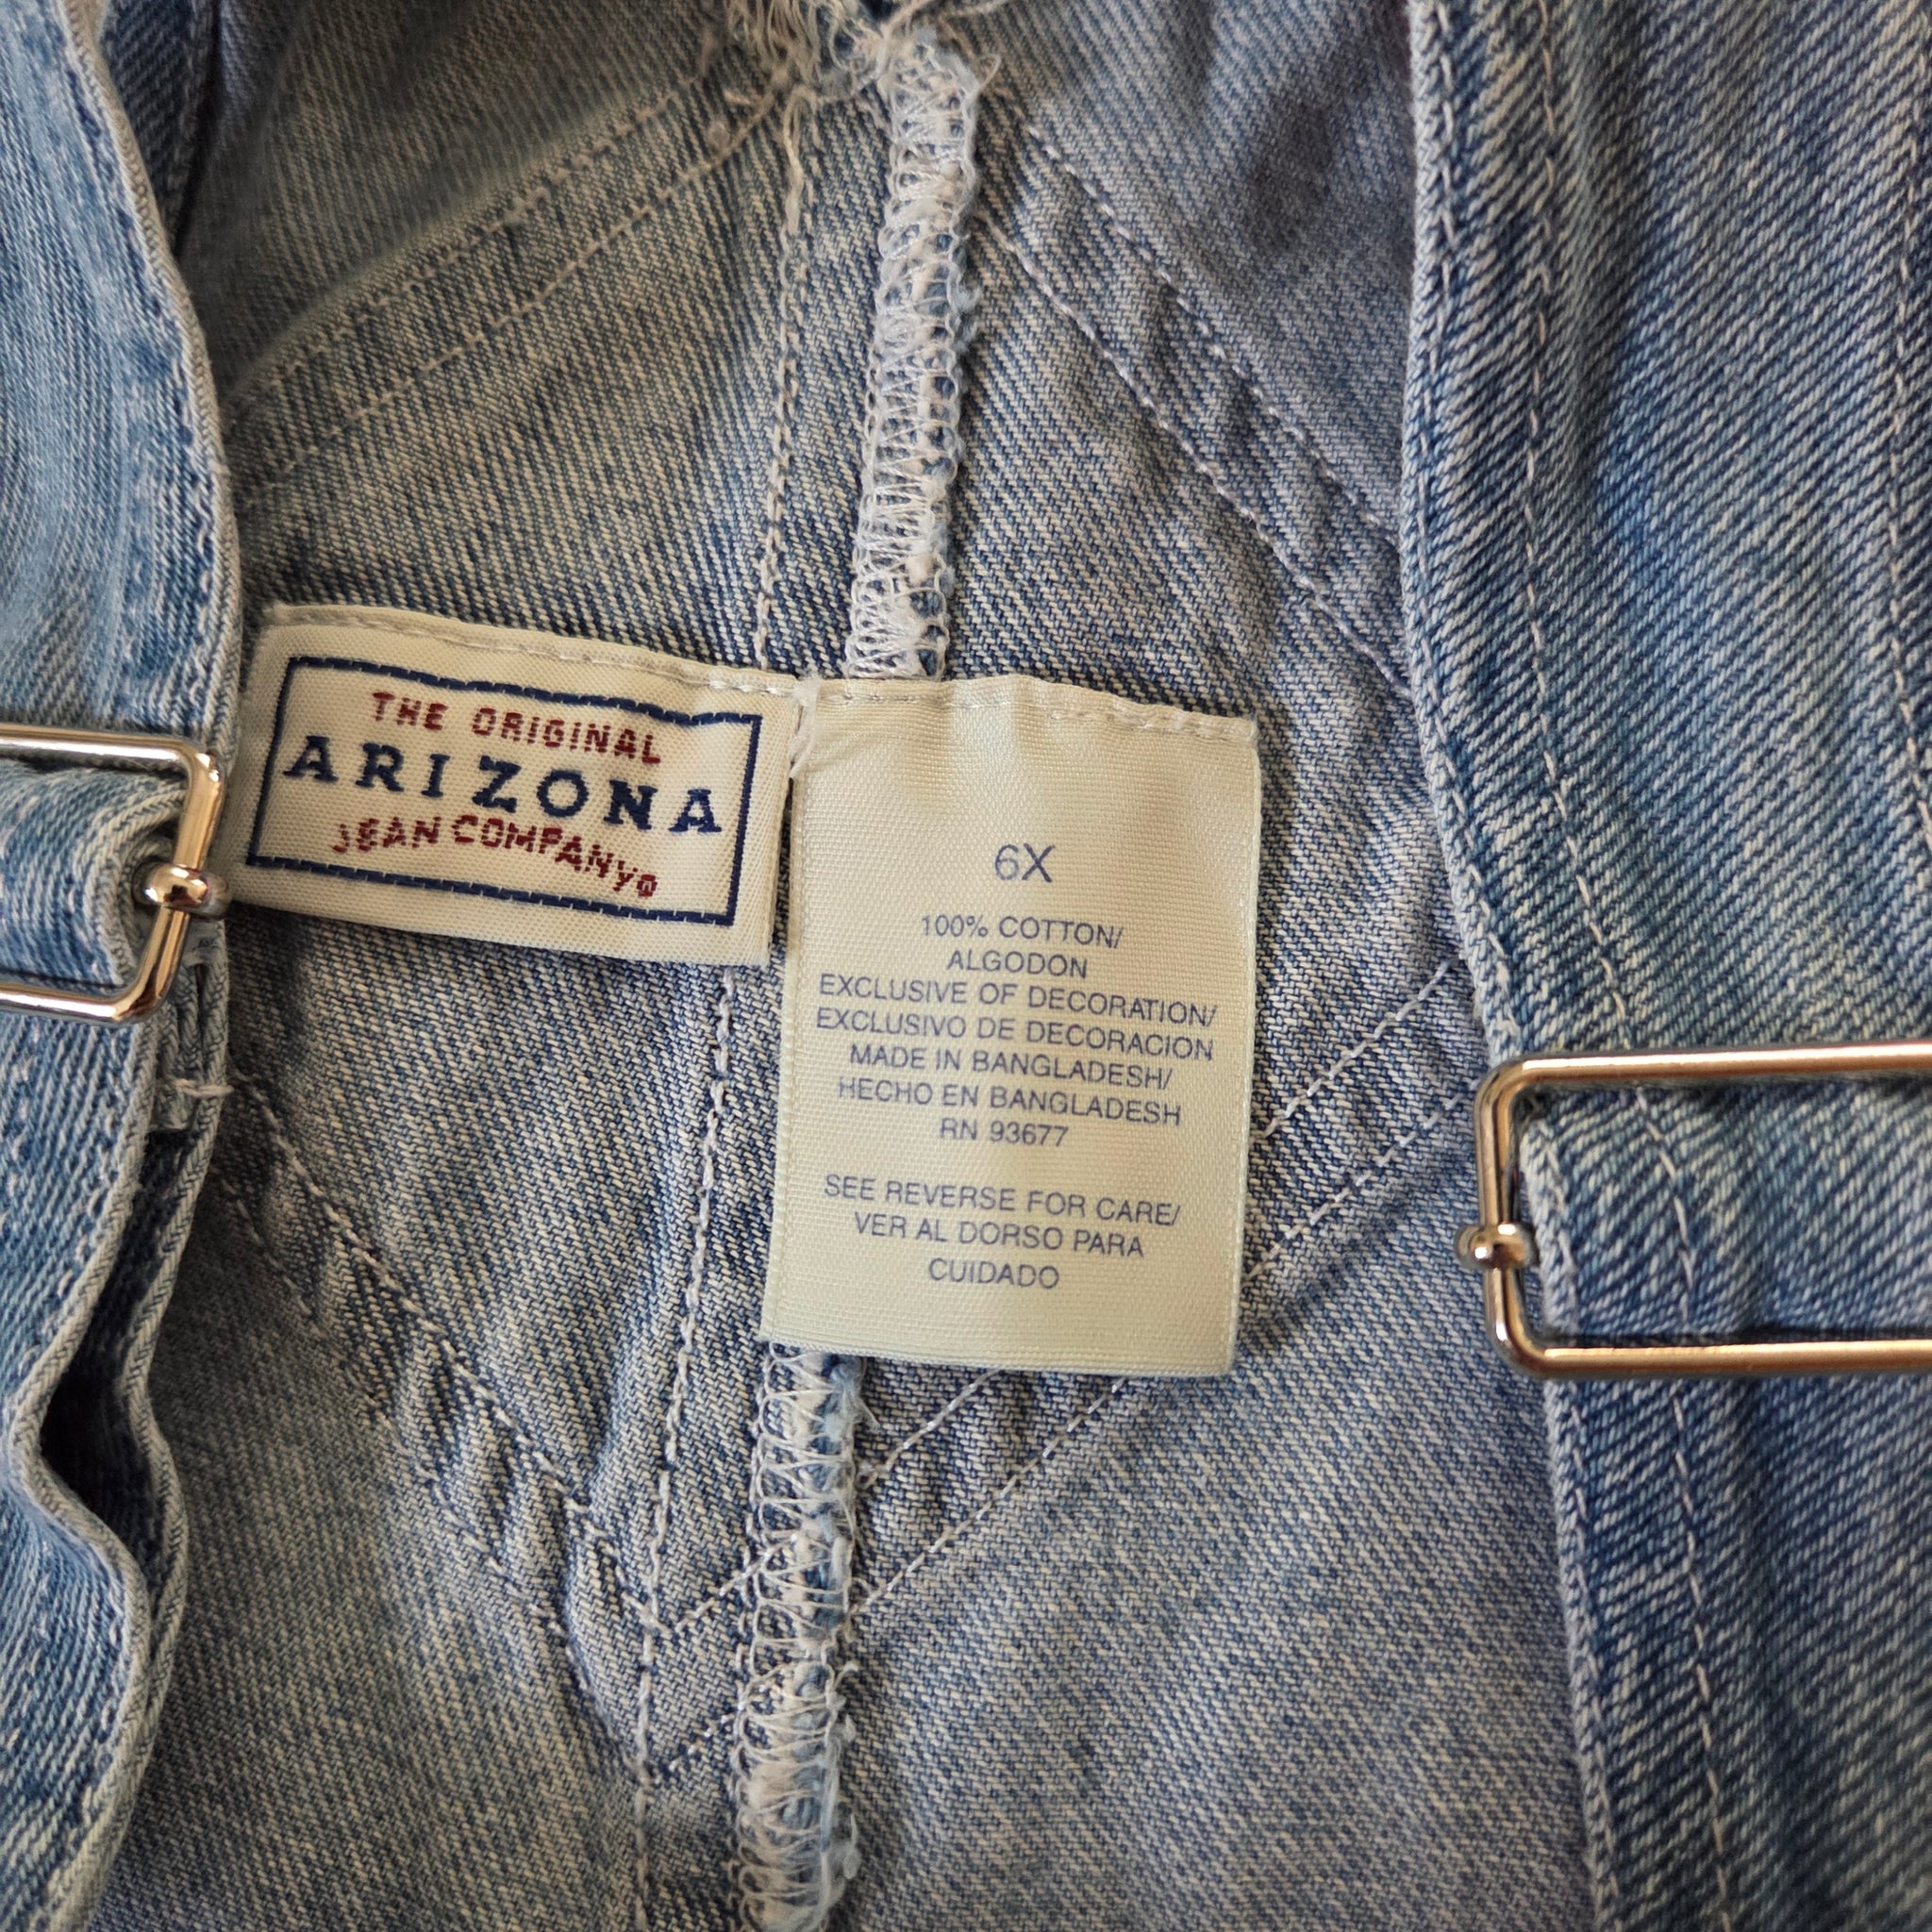 THE ORIGINAL
ARIZONA
JEAN COMPANY®
6X
100% COTTON/
ALGODON
EXCLUSIVE OF DECORATION/
EXCLUSIVO DE DECORACION
MADE IN BANGLADESH/
HECHO EN BANGLADESH
RN 93677
SEE REVERSE FOR CARE/
VER AL DORSO PARA
CUIDADO